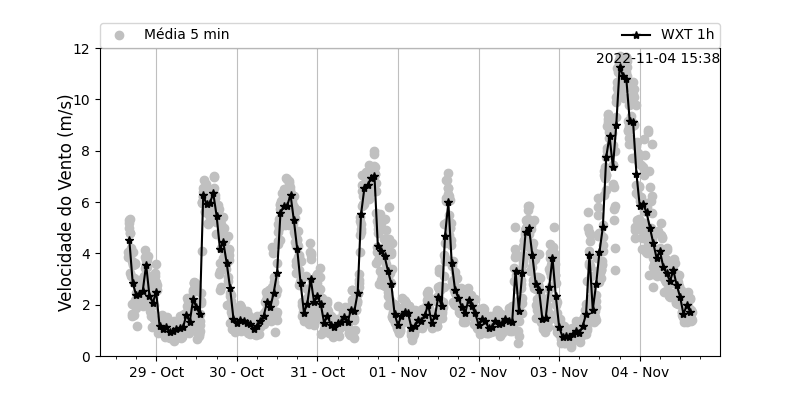 Média 5 min
WXT 1h
2022-11-04 15:38
Velocidade do Vento (m/s)
12
10
8
6
4
2
0
29 - Oct
30 - Oct
31 - Oct
01 - Nov
02 - Nov
03 - Nov
04 - Nov